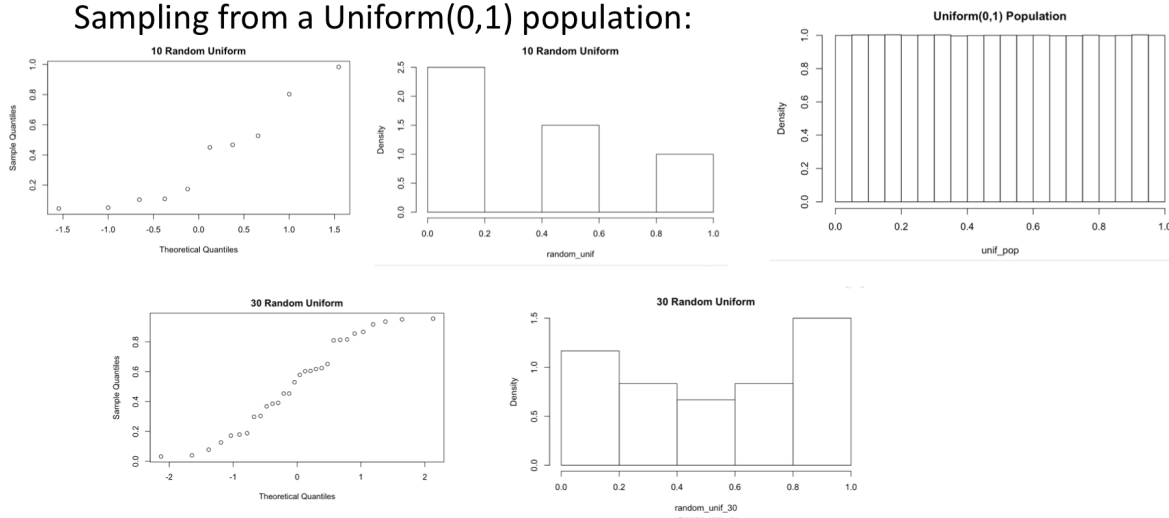 Sampling from a Uniform(0,1) population:
10 Random Uniform
Sample Quantiles
0.2 0.4 0.6 0.8 1.0
-1.5 -1.0 -0.5 0.0 0.5 1.0 1.5
Theoretical Quantiles
10 Random Uniform
Density
0.0 0.5 1.0 1.5 2.0 2.5
0.0 0.2 0.4 0.6 0.8 1.0
random_unif
Uniform(0,1) Population
Density
0.0 0.2 0.4 0.6 0.8 1.0
0.0 0.2 0.4 0.6 0.8 1.0
unif_pop
30 Random Uniform
Sample Quantiles
0.0 0.2 0.4 0.6 0.8
-2 -1 0 1 2
Theoretical Quantiles
30 Random Uniform
Density
0.0 0.5 1.0 1.5
0.0 0.2 0.4 0.6 0.8 1.0
random_unif_30